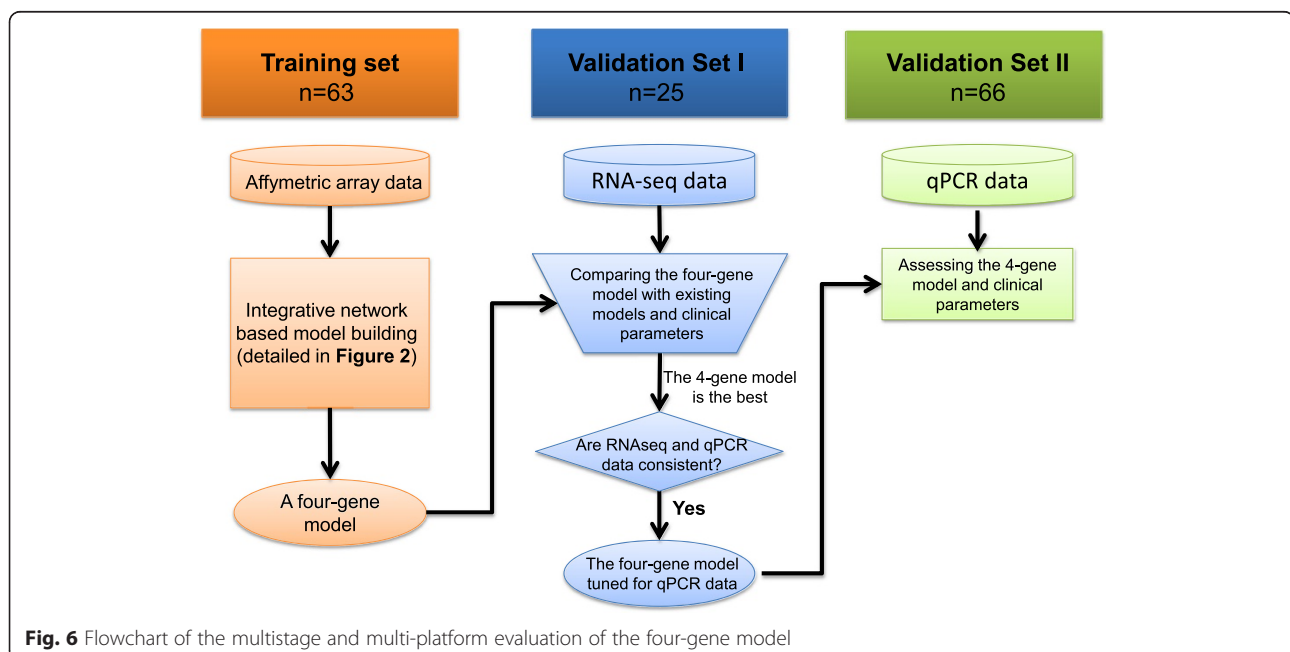 Training set
n=63
Affymetric array data
Integrative network
based model building
(detailed in Figure 2)
A four-gene
model
Validation Set I
n=25
RNA-seq data
Comparing the four-gene
model with existing
models and clinical
parameters
The 4-gene model
is the best
Are RNAseq and qPCR
data consistent?
Yes
The four-gene model
tuned for qPCR data
Validation Set II
n=66
qPCR data
Assessing the 4-gene
model and clinical
parameters
Fig. 6 Flowchart of the multistage and multi-platform evaluation of the four-gene model